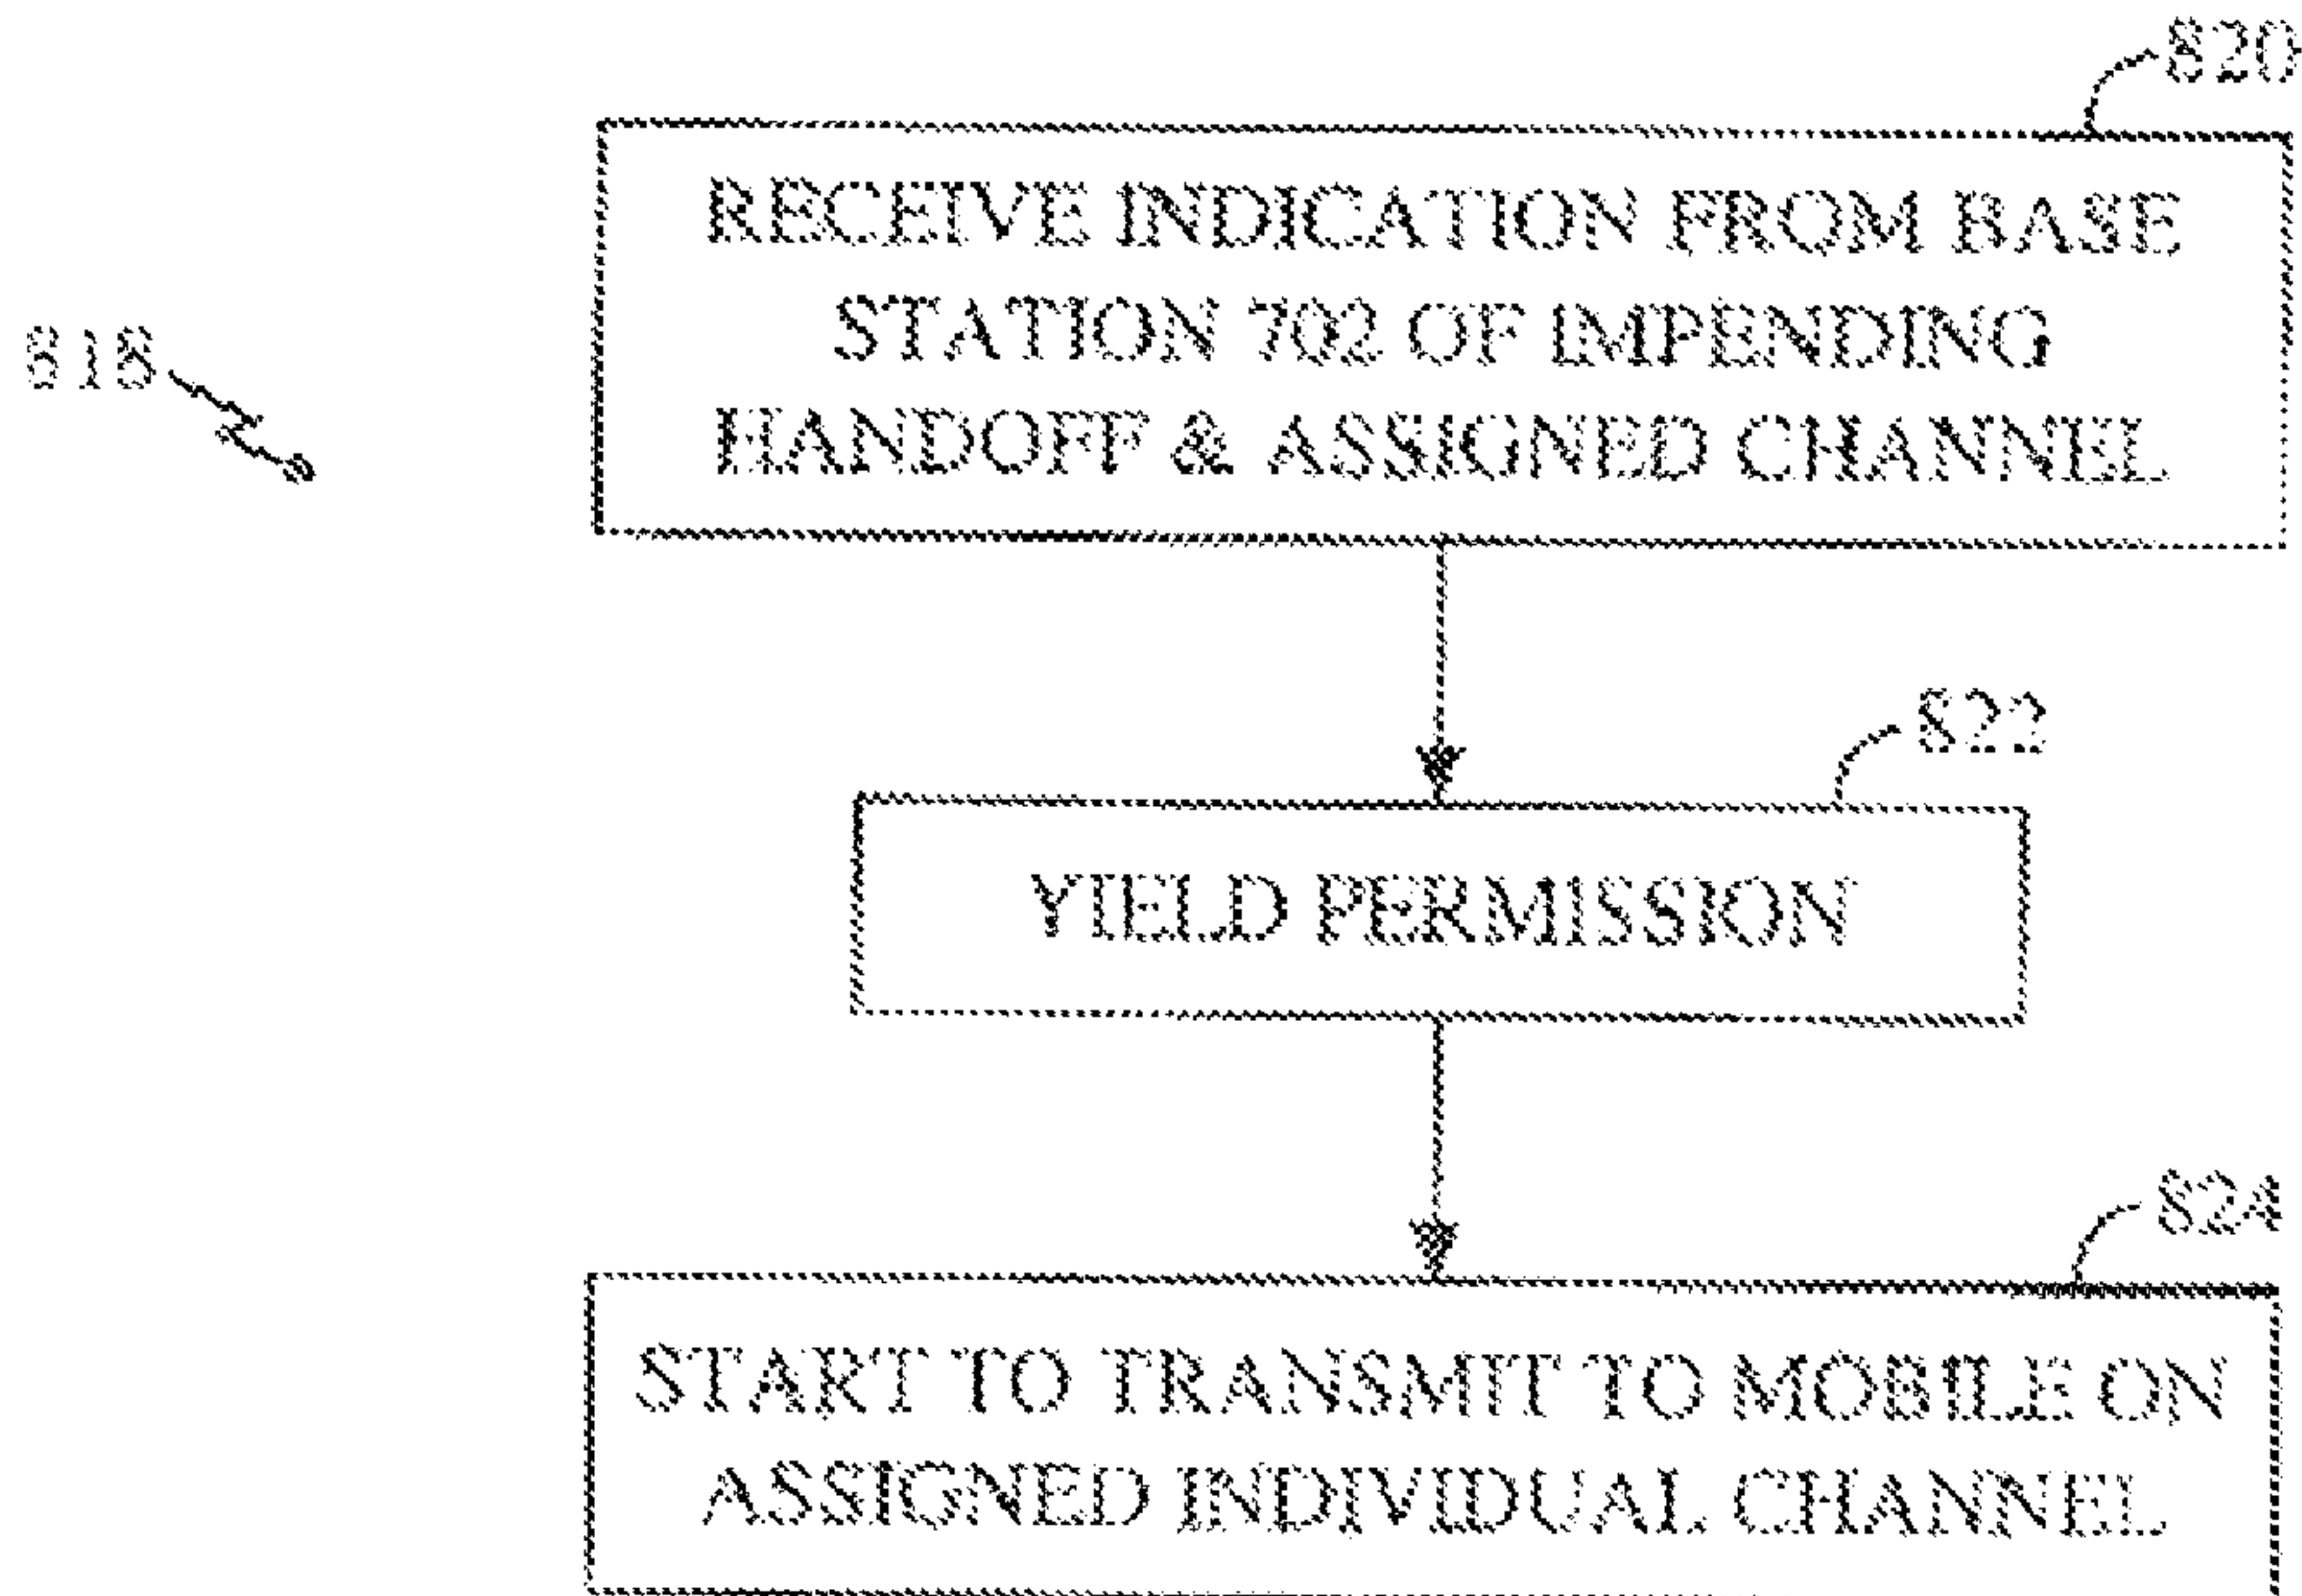 820
RECEIVE INDICATION FROM BASE
STATION 702 OF IMPENDING
HANDOFF & ASSIGNED CHANNEL
818
822
YIELD PERMISSION
824
START TO TRANSMIT TO MOBILE ON
ASSIGNED INDIVIDUAL CHANNEL